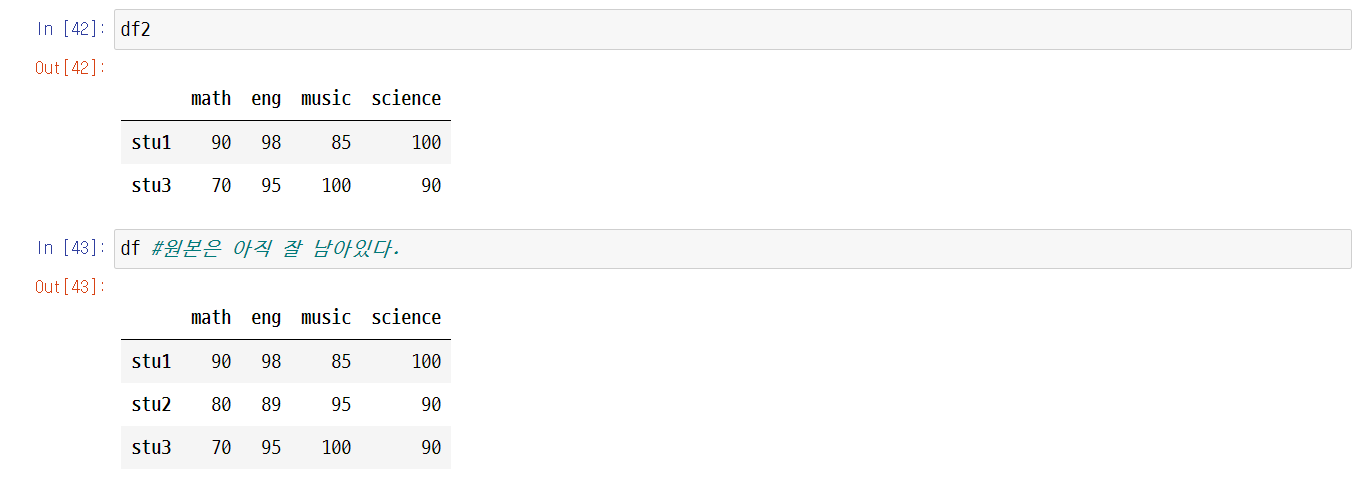 In [42]: df2
Out[42]:
math eng music science
stu1 90 98 85 100
stu3 70 95 100 90
In [43]: df #원본은 아직 잘 남아있다.
Out[43]:
math eng music science
stu1 90 98 85 100
stu2 80 89 95 90
stu3 70 95 100 90